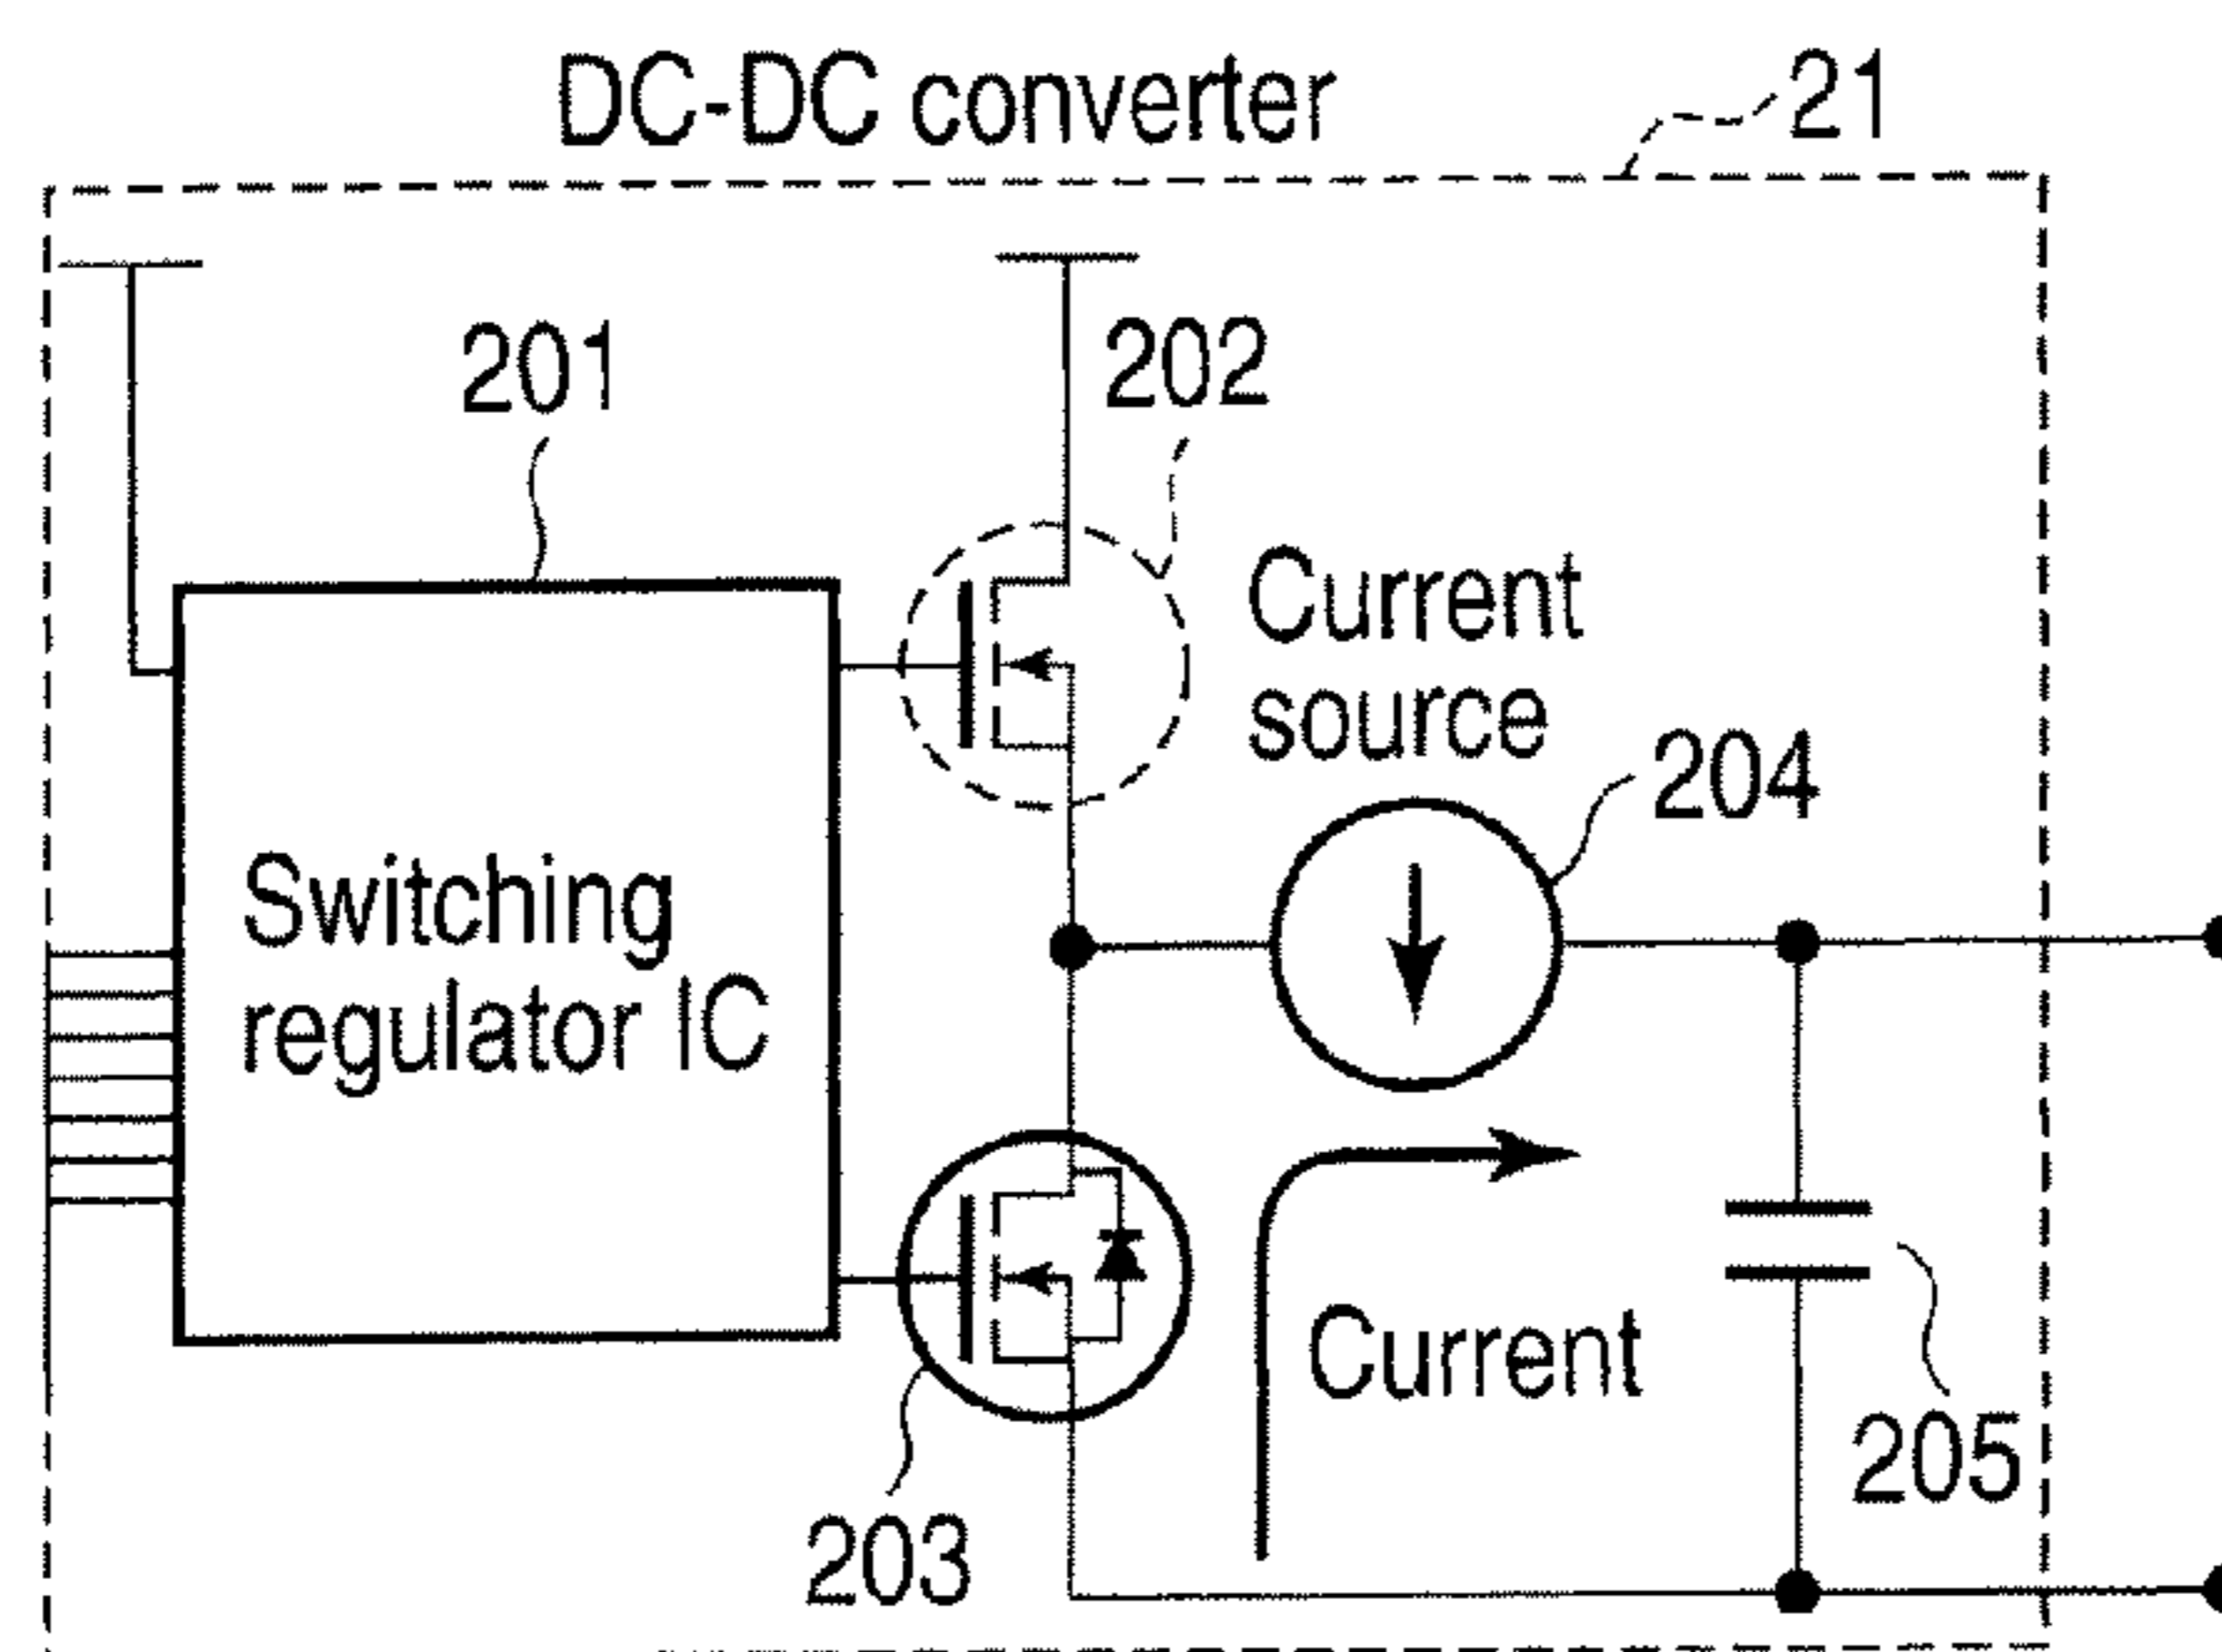 DC-DC converter
21
201
202
Current
source
204
Switching
regulator IC
Current
205
203